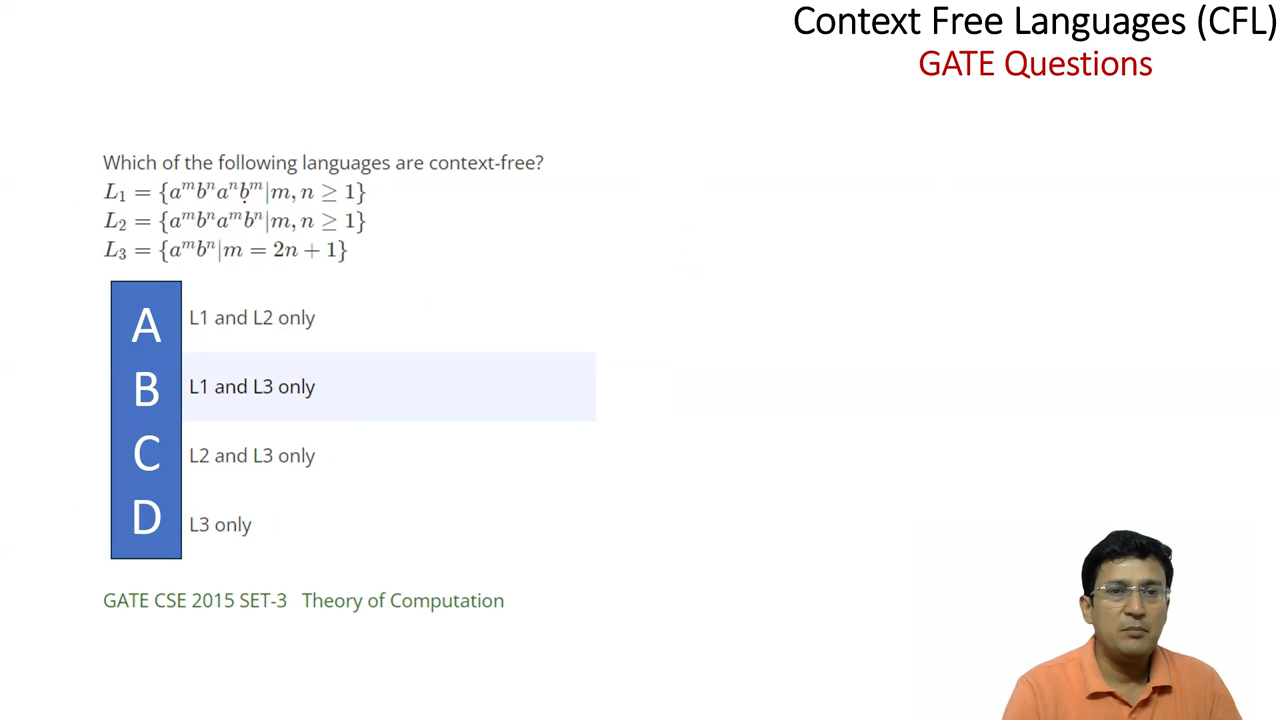 Context Free Languages (CFL)
GATE Questions
Which of the following languages are context-free?
L₁ = {aᵐbⁿaⁿbᵐ|m, n ≥ 1}
L₂ = {aᵐbⁿaᵐbⁿ|m, n ≥ 1}
L₃ = {aᵐbⁿ|m = 2n + 1}
A L1 and L2 only
B L1 and L3 only
C L2 and L3 only
D L3 only
GATE CSE 2015 SET-3 Theory of Computation